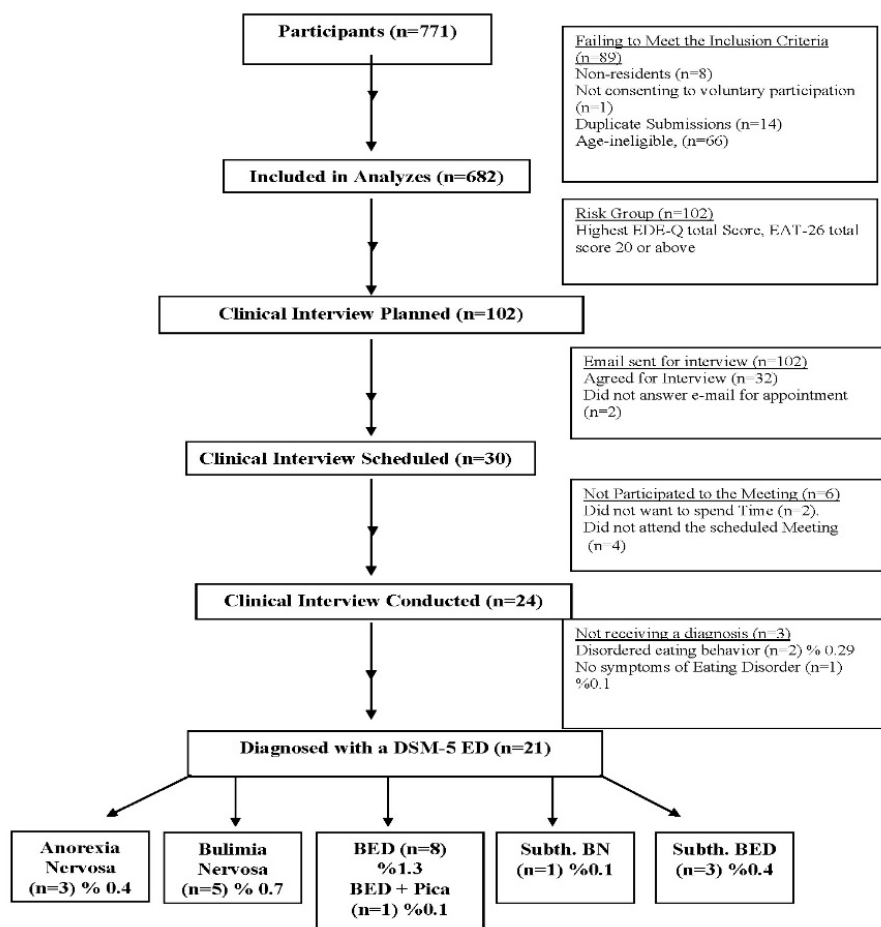 Participants (n=771)
Failing to Meet the Inclusion Criteria
(n=89)
Non-residents (n=8)
Not consenting to voluntary participation
(n=1)
Duplicate Submissions (n=14)
Age-ineligible, (n=66)
Included in Analyzes (n=682)
Risk Group (n=102)
Highest EDE-Q total Score, EAT-26 total
score 20 or above
Clinical Interview Planned (n=102)
Email sent for interview (n=102)
Agreed for Interview (n=32)
Did not answer e-mail for appointment
(n=2)
Clinical Interview Scheduled (n=30)
Not Participated to the Meeting (n=6)
Did not want to spend Time (n=2).
Did not attend the scheduled Meeting
(n=4)
Clinical Interview Conducted (n=24)
Not receiving a diagnosis (n=3)
Disordered eating behavior (n=2) % 0.29
No symptoms of Eating Disorder (n=1)
%0.1
Diagnosed with a DSM-5 ED (n=21)
Anorexia
Nervosa
(n=3) % 0.4
Bulimia
Nervosa
(n=5) % 0.7
BED (n=8)
%1.3
BED + Pica
(n=1) %0.1
Subth. BN
(n=1) %0.1
Subth. BED
(n=3) %0.4